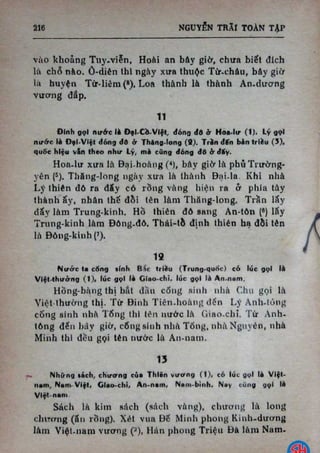 216 NGUYỄN TRÃI TOÀN TẬP
vào khoảng Tuy-viễn, Hoài an bây giờ, chưa biết đích
là chỗ nào. Ô-diên thì ngày xưa thuộc Từ-châu, bây giờ
là huyện Từ-liêm (8). Loa thành là thành An-dương
vương đắp.
11
Đinh gọi nước là Đại-Cồ-Việt, đóng đô ở Hoa-lư (1). Lý gọi
nước là Đại-Việt đóng đô ở Thăng-long (2). Trần đến bản triều (3),
quốc hiệu vẫn theo như Lý, mà cũng đóng đô ở đấy.
Hoa-lư xưa là Đại-hoàng (4), bây giờ là phủ Trường-
yên (5). Thăng-long ngày xưa là thành Đại-la. Khi nhà
Lý thiên đô ra đấy có rồng vàng hiện ra ở phía tây
thành ấy, nhân thế đổi tên làm Thăng-long. Trần lấy
đấy làm Trung-kinh. Hồ thiên đô sang An-tôn (6) lấy
Trung-kinh làm Đông-đô. Thái-tổ định thiên hạ đổi tên
là Đông-kinh (7).
12
Nước ta cống sính Bắc triều (Trung-quốc) có lúc gọi là
Việt-thường (1), lúc gọi là Giao-chỉ, lúc gọi là An-nam.
Hồng-bàng thị bắt đầu cống sính nhà Chu gọi là
Việt-thường thị. Từ Đinh Tiên-hoàng đến Lý Anh-tông
cống sính nhà Tống thì tên nước là Giao-chỉ. Từ Anh-
tông đến bây giờ, cống sính nhà Tống, nhà Nguyên, nhà
Minh thì đều gọi tên nước là An-nam.
13
Những sách, chương của Thiên vương (1), có lúc gọi là Việt-
nam, Nam-Việt, Giao-chỉ, An-nam, Nam-bình. Nay cũng gọi là
Việt-nam.
Sách là kim sách (sách vàng), chương là long
chương (ấn rồng). Xét vua Đế Minh phong Kinh-dương
làm Việt-nam vương (2), Hán phong Triệu Đà làm Nam-